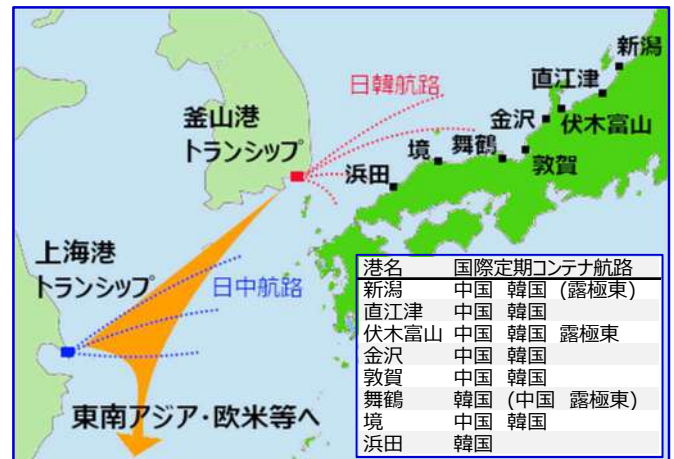 新潟
直江津
日韓航路
釜山港
トランシップ
金沢
伏木富山
境
舞鶴
敦賀
浜田
上海港
トランシップ
日中航路
東南アジア・欧米等へ
港名 国際定期コンテナ航路
新潟 中国 韓国 (露極東)
直江津 中国 韓国
伏木富山 中国 韓国 露極東
金沢 中国 韓国
敦賀 中国 韓国
舞鶴 韓国 (中国 露極東)
境 中国 韓国
浜田 韓国